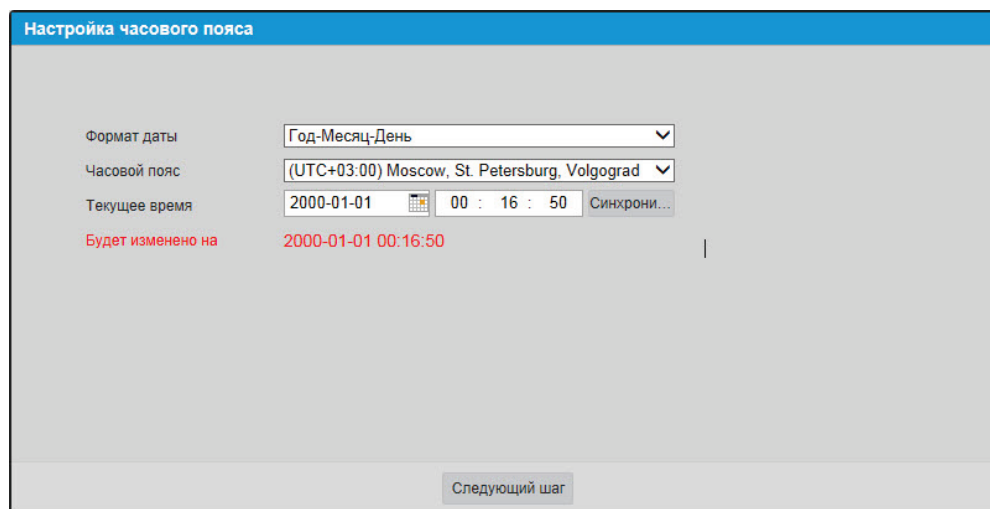 Настройка часового пояса
Формат даты Год-Месяц-День
Часовой пояс (UTC+03:00) Moscow, St. Petersburg, Volgograd
Текущее время 2000-01-01 00 : 16 : 50 Синхрони...
Будет изменено на 2000-01-01 00:16:50
Следующий шаг